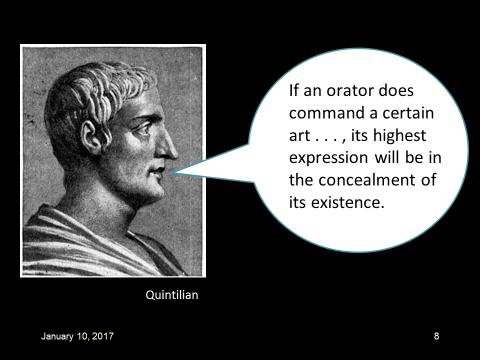 If an orator does
command a certain
art . . . , its highest
expression will be in
the concealment of
its existence.
Quintilian
January 10, 2017
8